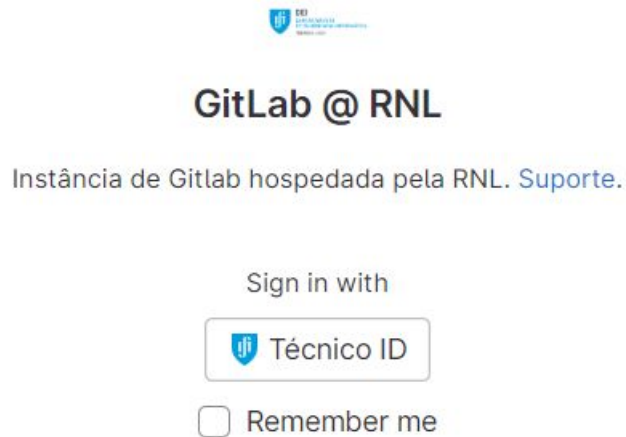 DEI
GitLab @ RNL
Instância de Gitlab hospedada pela RNL. Suporte.
Sign in with
Técnico ID
Remember me